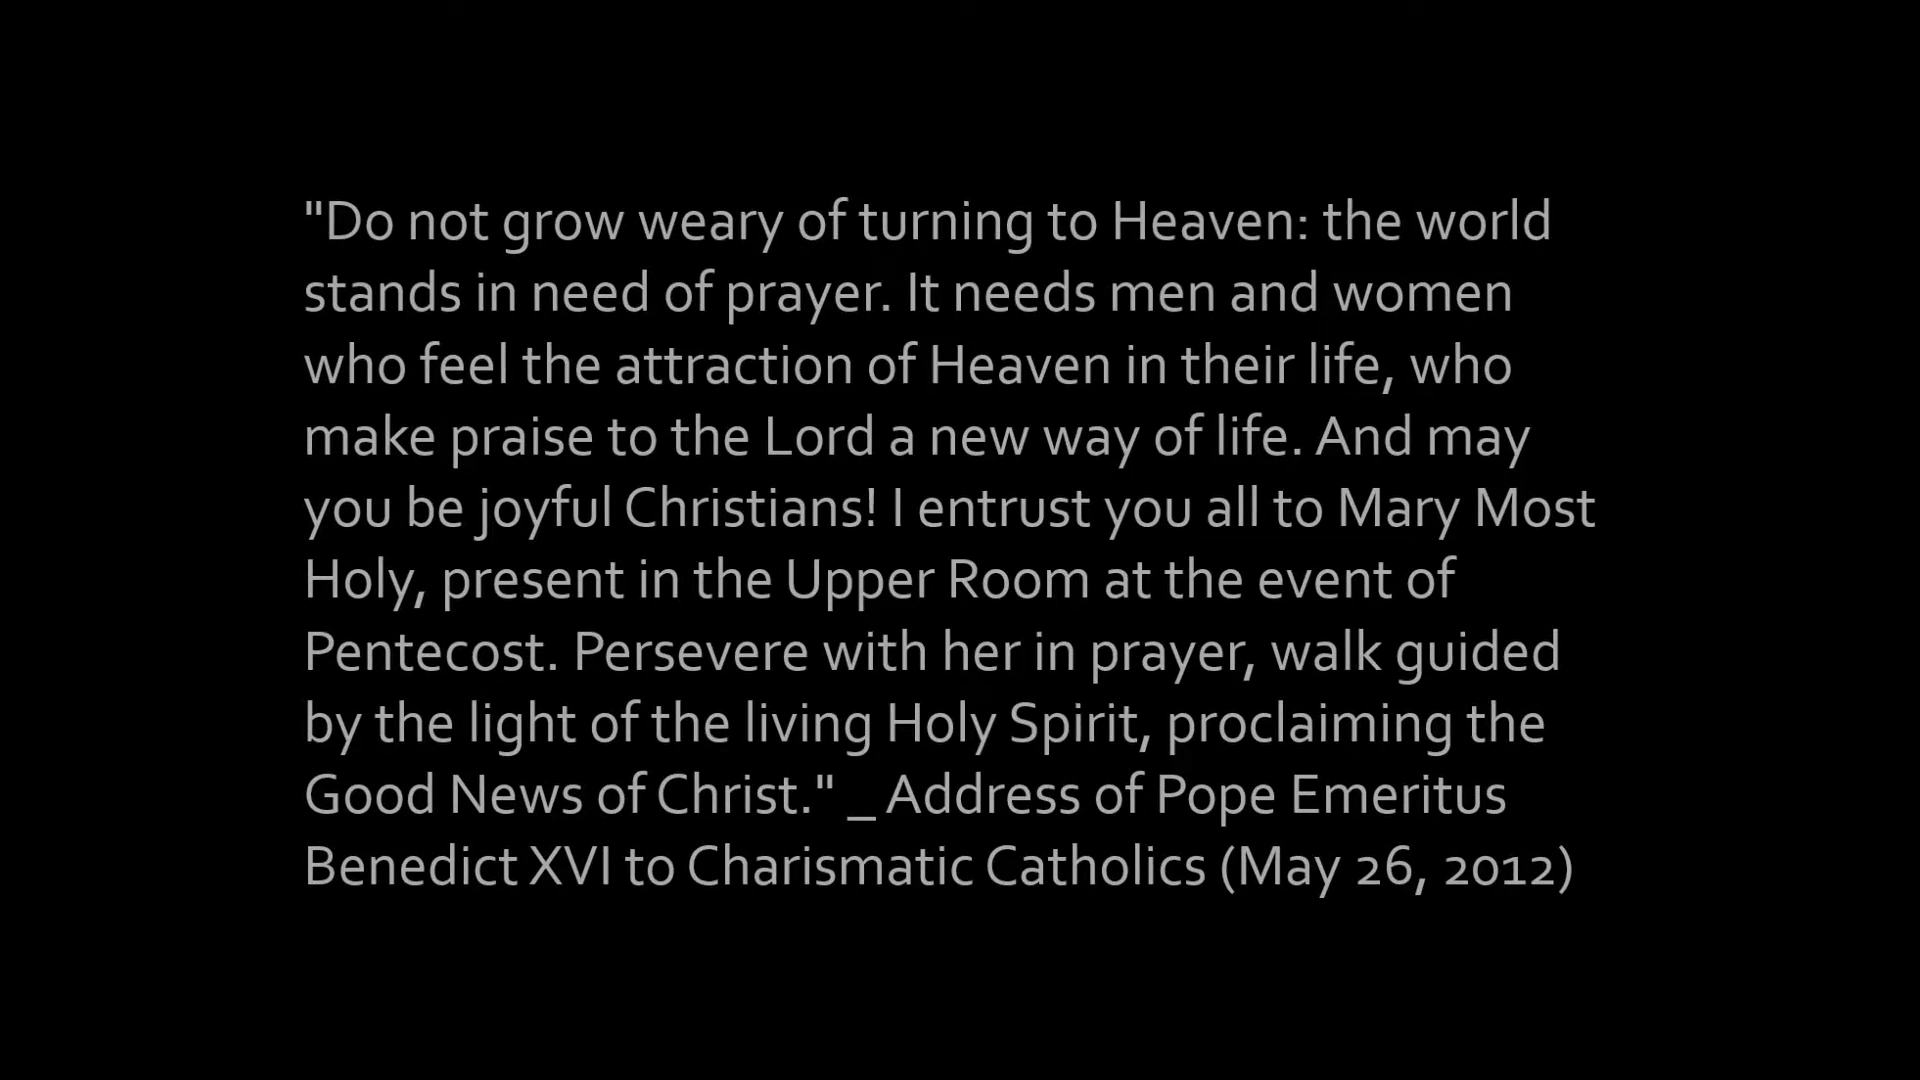 "Do not grow weary of turning to Heaven: the world
stands in need of prayer. It needs men and women
who feel the attraction of Heaven in their life, who
make praise to the Lord a new way of life. And may
you be joyful Christians! I entrust you all to Mary Most
Holy, present in the Upper Room at the event of
Pentecost. Persevere with her in prayer, walk guided
by the light of the living Holy Spirit, proclaiming the
Good News of Christ." _ Address of Pope Emeritus
Benedict XVI to Charismatic Catholics (May 26, 2012)